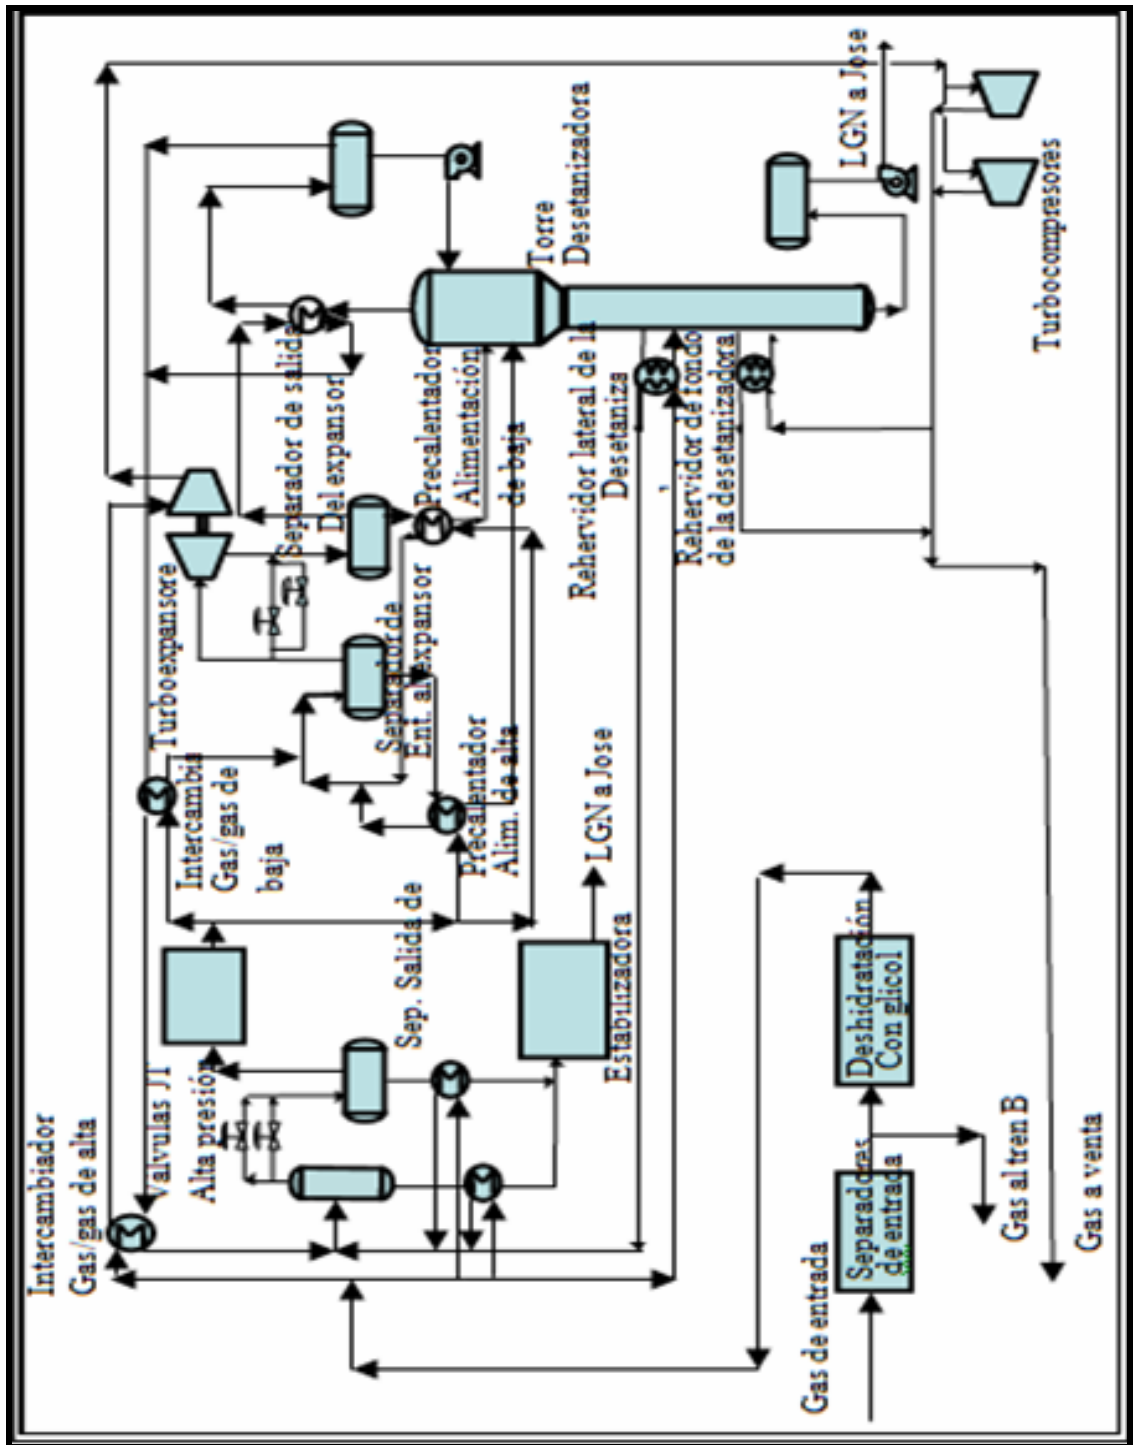 Intercambiador
Gas/gas de alta
Valvulas JT
Alta presión
Sep. Salida de
Intercambia
Gas/gas de
baja
Turboexpansore
Separador de
Ent. al expansor
Separador de salida
Del expansor
Precalentador
Alim. de alta
Precalentador
Alimentación
de baja
Torre
Desetanizadora
Rehervidor lateral de la
Desetaniza
,
Rehervidor de fondo
de la desetanizadora
LGN a Jose
Estabilizadora
LGN a Jose
Turbocompresores
Gas de entrada
Separadores
de entrada
Deshidratación
Con glicol
Gas al tren B
Gas a venta